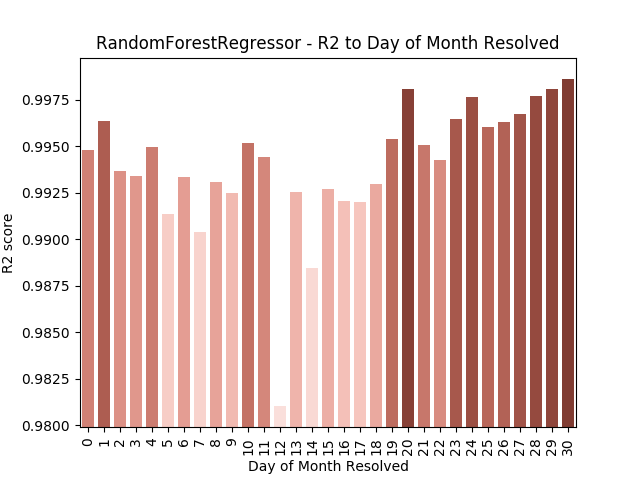 RandomForestRegressor - R2 to Day of Month Resolved
0.9975
0.9950
0.9925
0.9900
0.9875
0.9850
0.9825
0.9800
R2 score
0 1 2 3 4 5 6 7 8 9 10 11 12 13 14 15 16 17 18 19 20 21 22 23 24 25 26 27 28 29 30
Day of Month Resolved